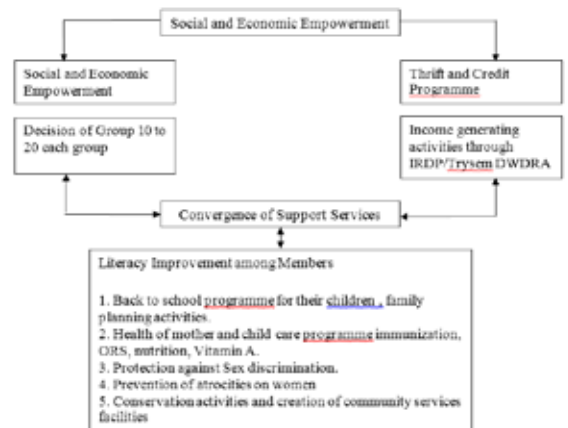 Social and Economic Empowerment
Social and Economic
Empowerment
Thrift and Credit
Programme
Decision of Group 10 to
20 each group
Income generating
activities through
IRDP/Trysem DWDRA
Convergence of Support Services
Literacy Improvement among Members
1. Back to school programme for their children , family
planning activities.
2. Health of mother and child care programme immunization,
ORS, nutrition, Vitamin A.
3. Protection against Sex discrimination.
4. Prevention of atrocities on women
5. Conservation activities and creation of community services
facilities